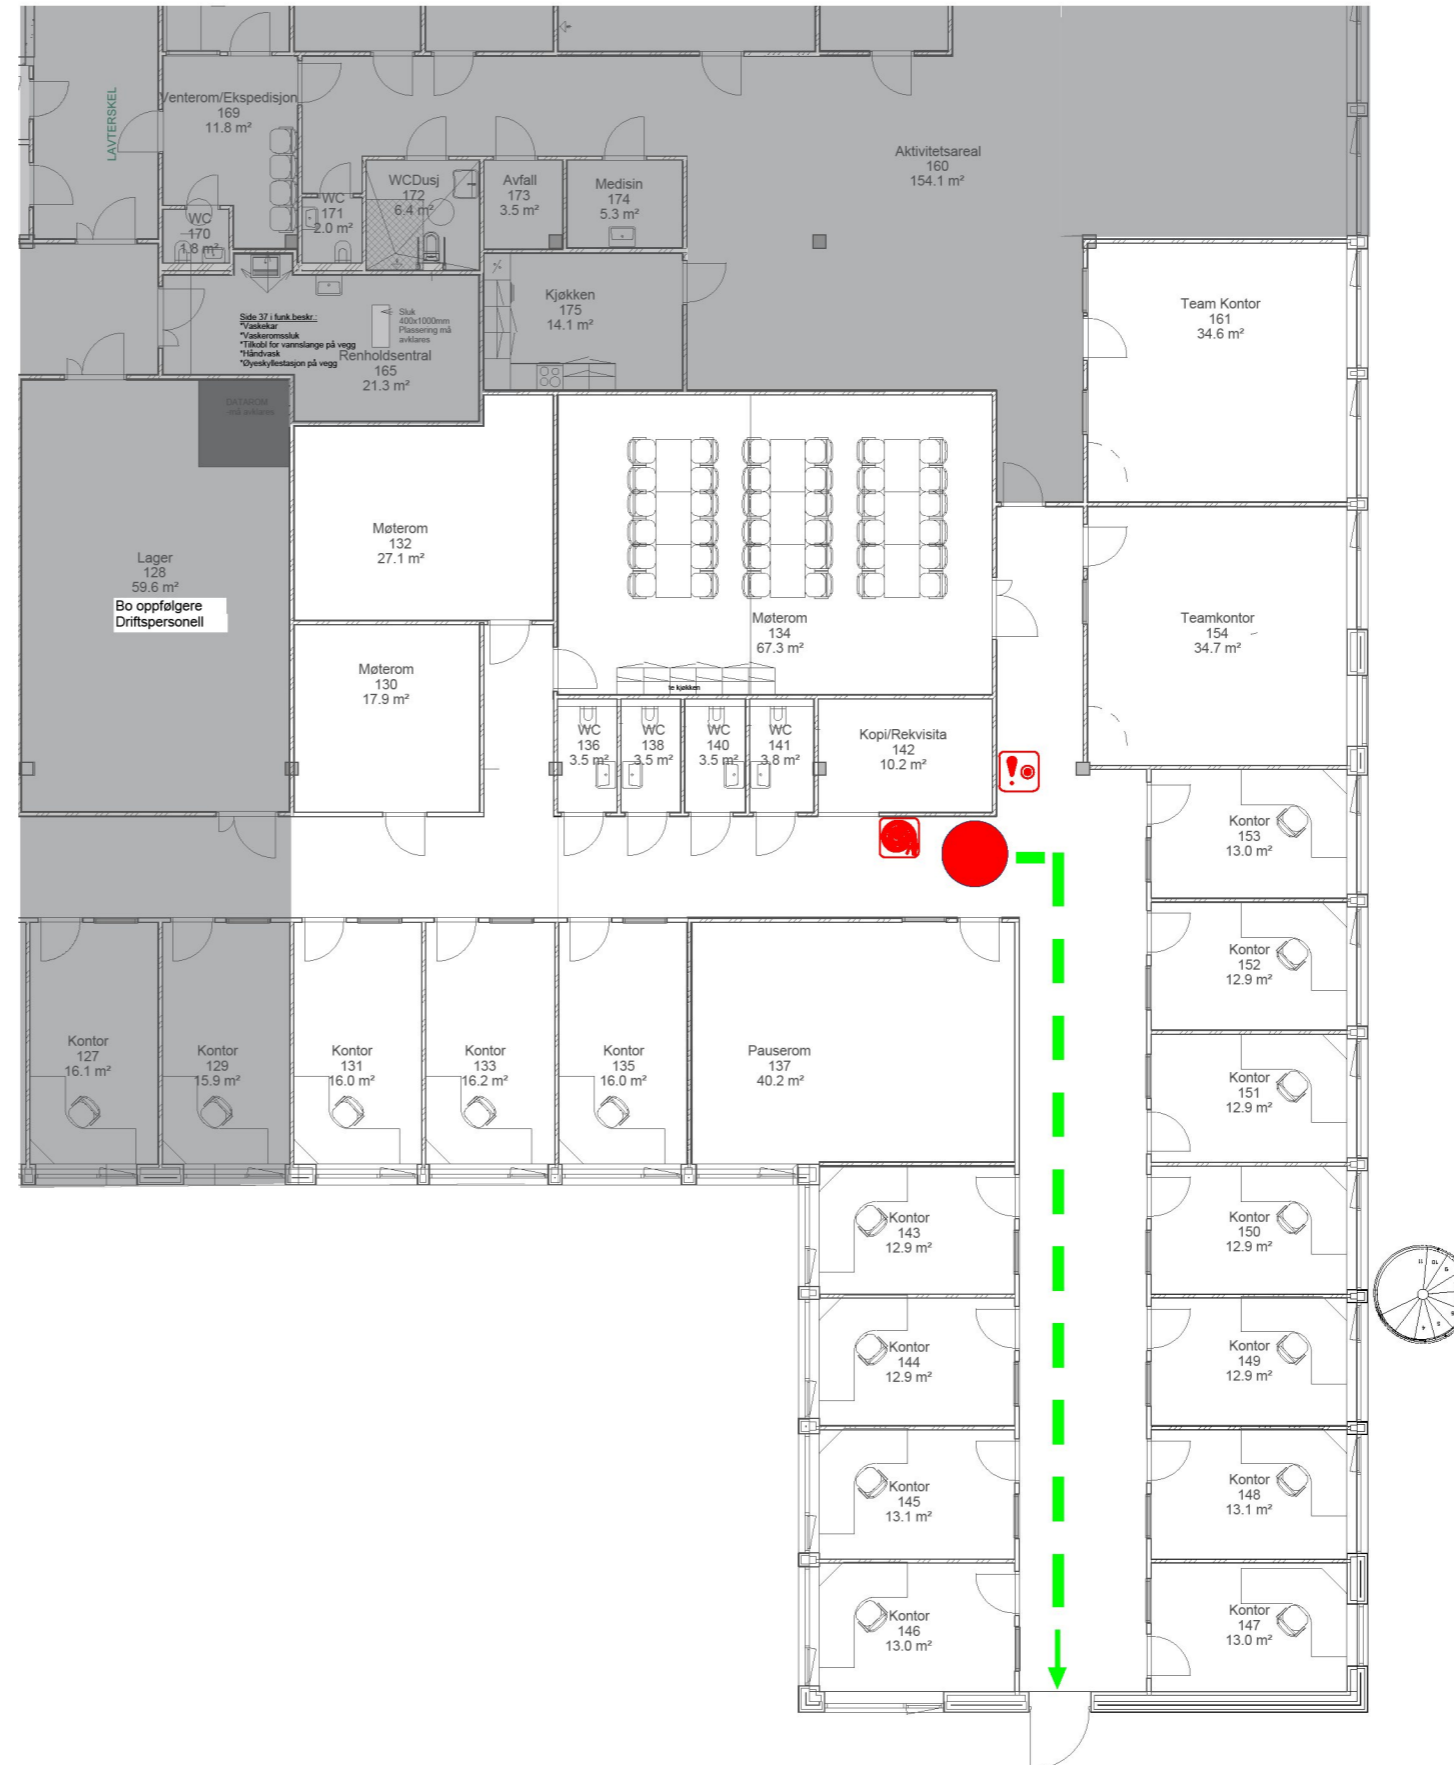 LAVTERSKEL
Venterom/Ekspedisjon
169
11.8 m²
WC
170
1.8 m²
WC
171
2.0 m²
WCDusj
172
6.4 m²
Avfall
173
3.5 m²
Medisin
174
5.3 m²
Aktivitetsareal
160
154.1 m²
Kjøkken
175
14.1 m²
Team Kontor
161
34.6 m²
Side 37 i funk.beskr.:
*Vaskekar
*Vaskeromssluk
*Tilkobl for vannslange på vegg
*Håndvask
*Øyeskyllestasjon på vegg
Sluk
400x1000mm
Plassering må
avklares
Renholdsentral
165
21.3 m²
DATAROM
må avklares
Lager
128
59.6 m²
Bo oppfølgere
Driftspersonell
Møterom
132
27.1 m²
Møterom
130
17.9 m²
Møterom
134
67.3 m²
te kjøkken
Teamkontor
154
34.7 m²
WC
136
3.5 m²
WC
138
3.5 m²
WC
140
3.5 m²
WC
141
3.8 m²
Kopi/Rekvisita
142
10.2 m²
Kontor
153
13.0 m²
Kontor
152
12.9 m²
Kontor
151
12.9 m²
Kontor
127
16.1 m²
Kontor
129
15.9 m²
Kontor
131
16.0 m²
Kontor
133
16.2 m²
Kontor
135
16.0 m²
Pauserom
137
40.2 m²
Kontor
143
12.9 m²
Kontor
150
12.9 m²
Kontor
144
12.9 m²
Kontor
149
12.9 m²
Kontor
145
13.1 m²
Kontor
148
13.1 m²
Kontor
146
13.0 m²
Kontor
147
13.0 m²